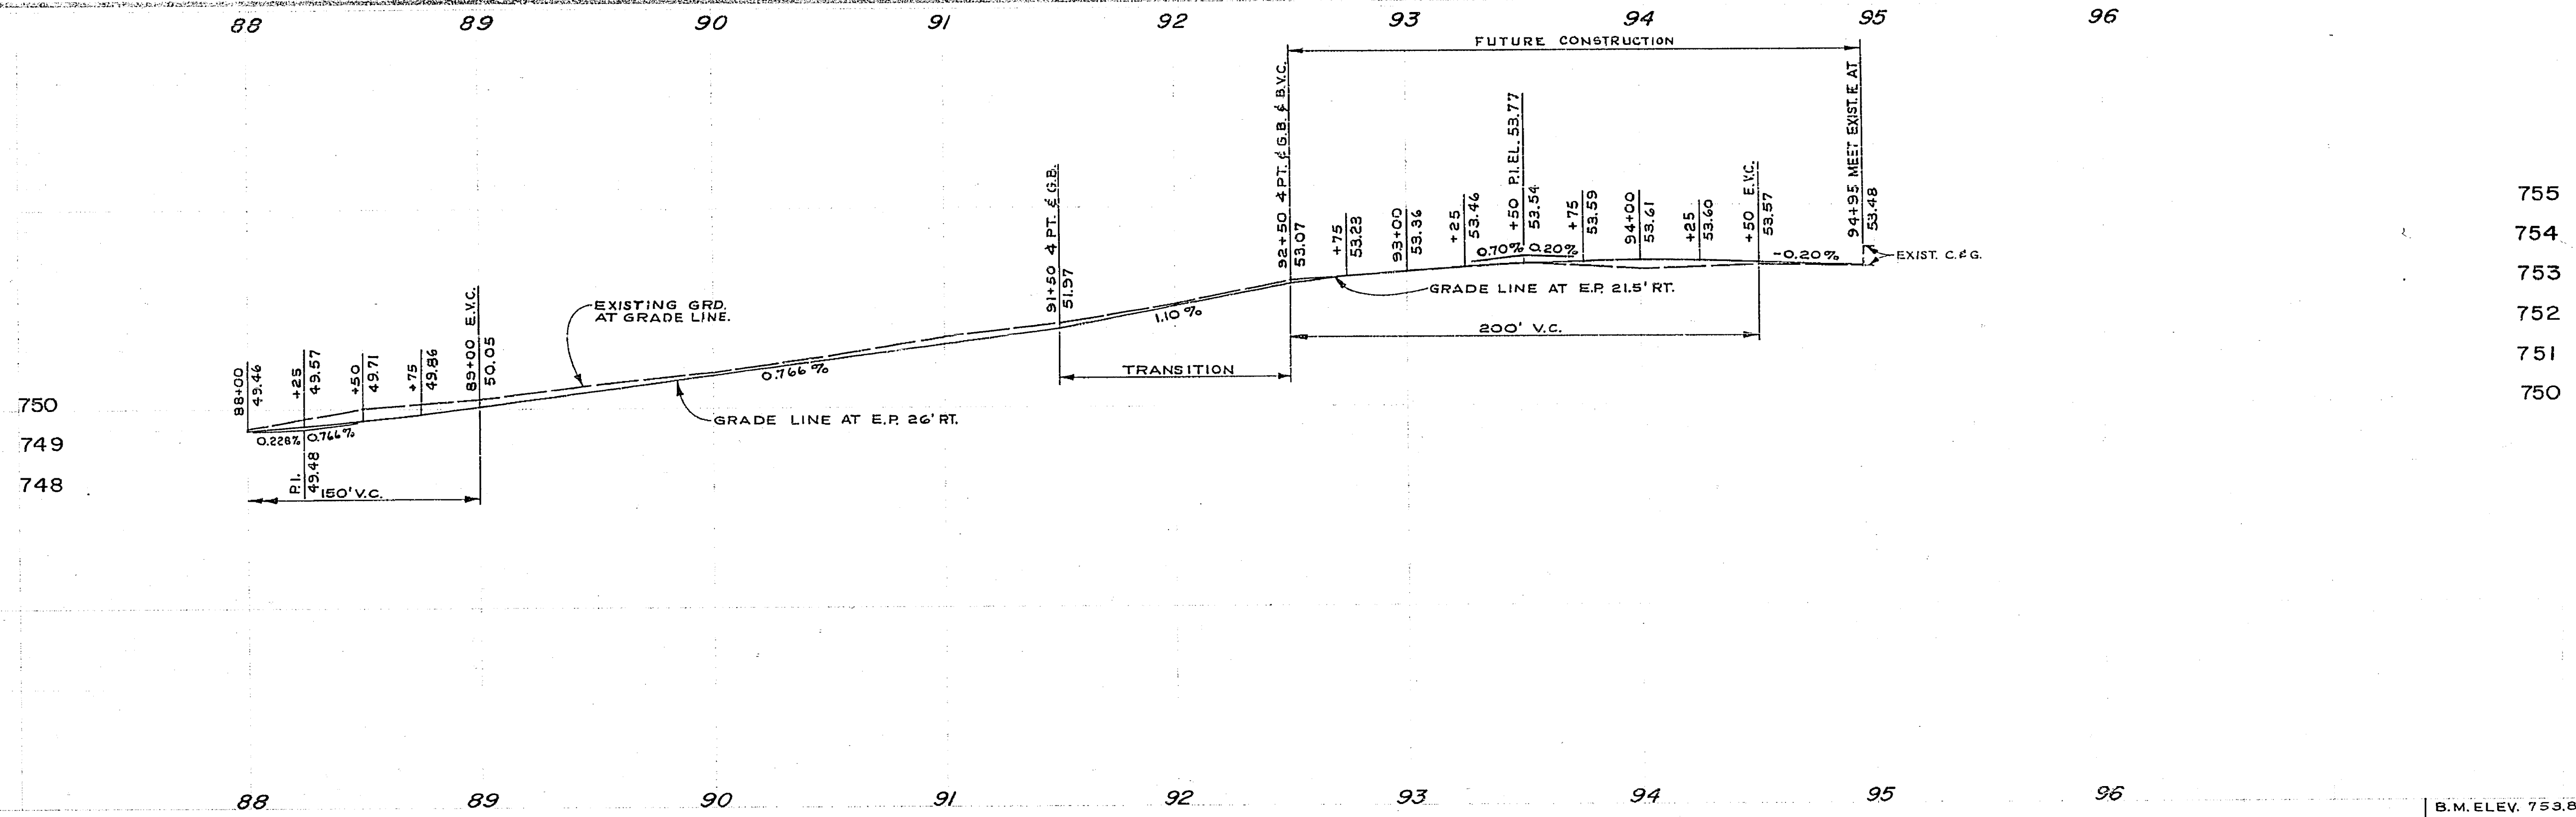 88 89 90 91 92 93 94 95 96
FUTURE CONSTRUCTION
88+00
49.46
+25
49.57
+50
49.71
+75
49.86
89+00 E.V.C.
50.05
0.228% 0.766%
P.I.
49.48
150' V.C.
EXISTING GRD.
AT GRADE LINE.
0.766%
GRADE LINE AT E.P. 26' RT.
91+50 4 PT. & G.B.
51.97
1.10%
TRANSITION
92+50 4 PT. & G.B. & B.V.C.
53.07
+75
53.23
93+00
53.36
+25
53.46
+50 P.I. EL. 53.77
53.54
0.70% 0.20%
+75
53.59
94+00
53.61
+25
53.60
+50 E.V.C.
53.57
-0.20%
94+95 MEET EXIST. E AT
53.48
EXIST. C.&G.
GRADE LINE AT E.P. 21.5' RT.
200' V.C.
750
749
748
755
754
753
752
751
750
88 89 90 91 92 93 94 95 96
B.M. ELEV. 753.8